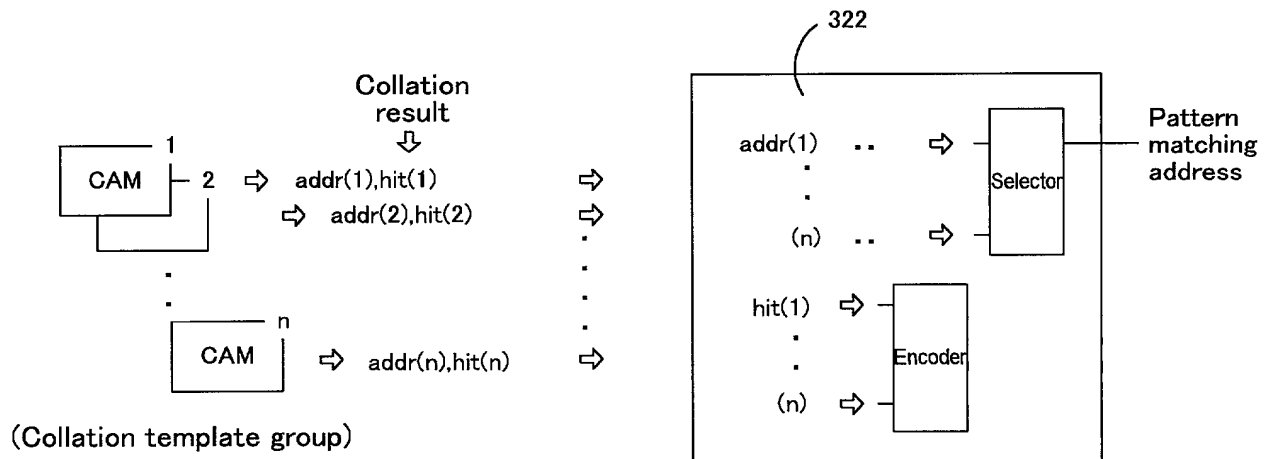 322
Collation
result
1
CAM
2
addr(1),hit(1)
addr(2),hit(2)
n
CAM
addr(n),hit(n)
(Collation template group)
addr(1)
(n)
Selector
Pattern
matching
address
hit(1)
(n)
Encoder